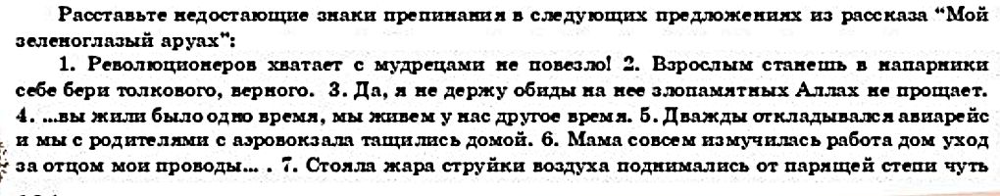 Расставьте недостающие знаки препинания в следующих предложениях из рассказа “Мой
зеленоглазый аруах”:
1. Революционеров хватает с мудрецами не повезло! 2. Взрослым станешь в напарники
себе бери толкового, верного. 3. Да, я не держу обиды на нее злопамятных Аллах не прощает.
4. ...вы жили было одно время, мы живем у нас другое время. 5. Дважды откладывался авиарейс
и мы с родителями с аэровокзала тащились домой. 6. Мама совсем измучилась работа дом уход
за отцом мои проводы... . 7. Стояла жара струйки воздуха поднимались от парящей степи чуть